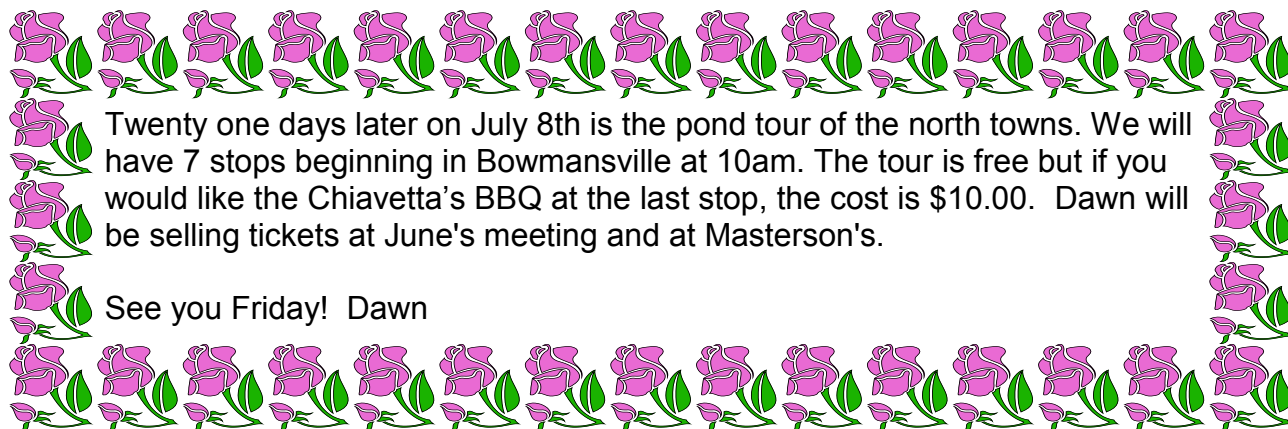 Twenty one days later on July 8th is the pond tour of the north towns. We will
have 7 stops beginning in Bowmansville at 10am. The tour is free but if you
would like the Chiavetta’s BBQ at the last stop, the cost is $10.00.  Dawn will
be selling tickets at June's meeting and at Masterson's.
See you Friday!  Dawn